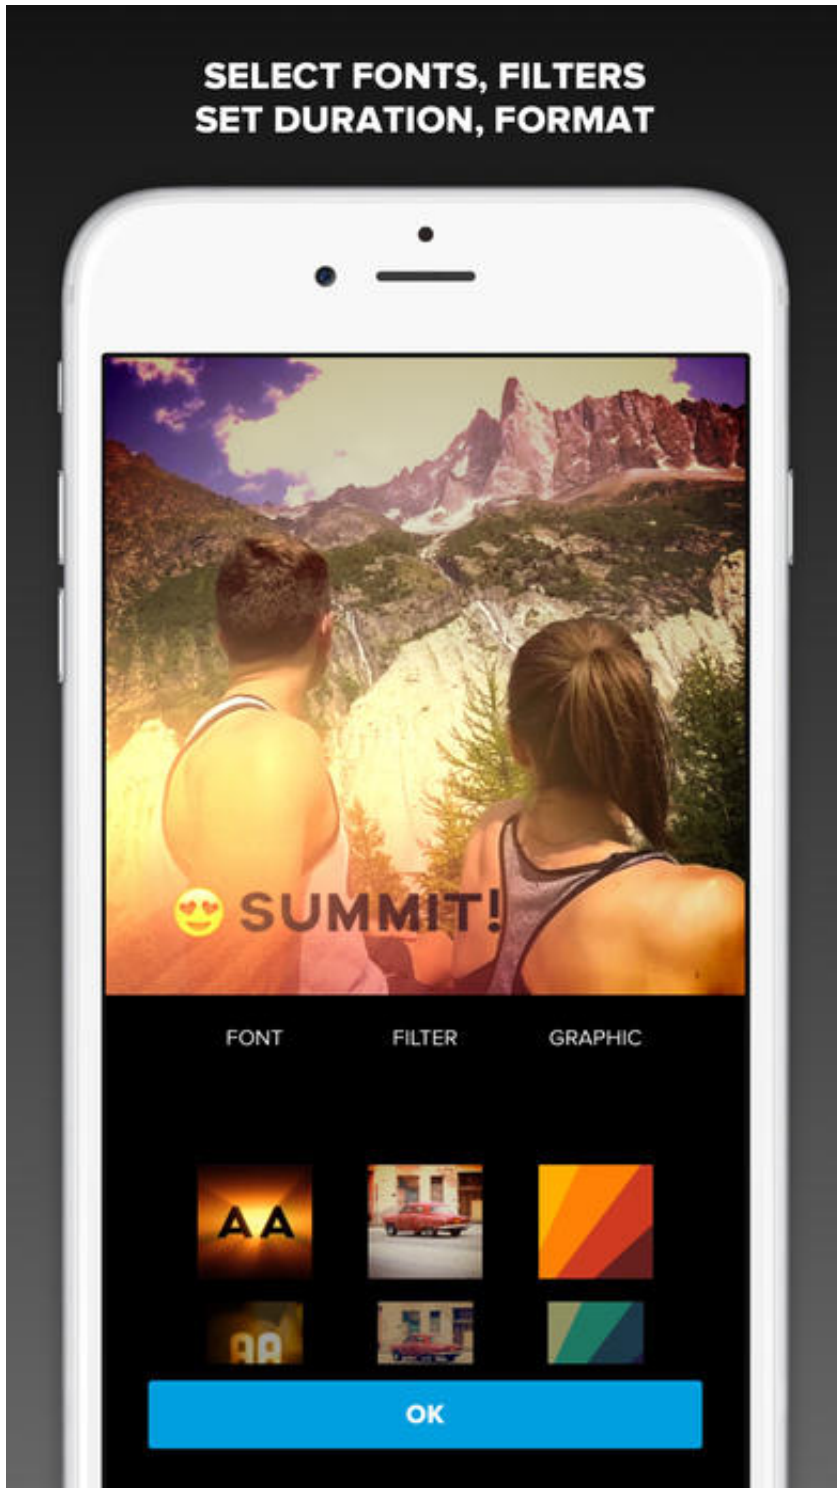 SELECT FONTS, FILTERS
SET DURATION, FORMAT
😍 SUMMIT!
FONT FILTER GRAPHIC
AA
AA
OK